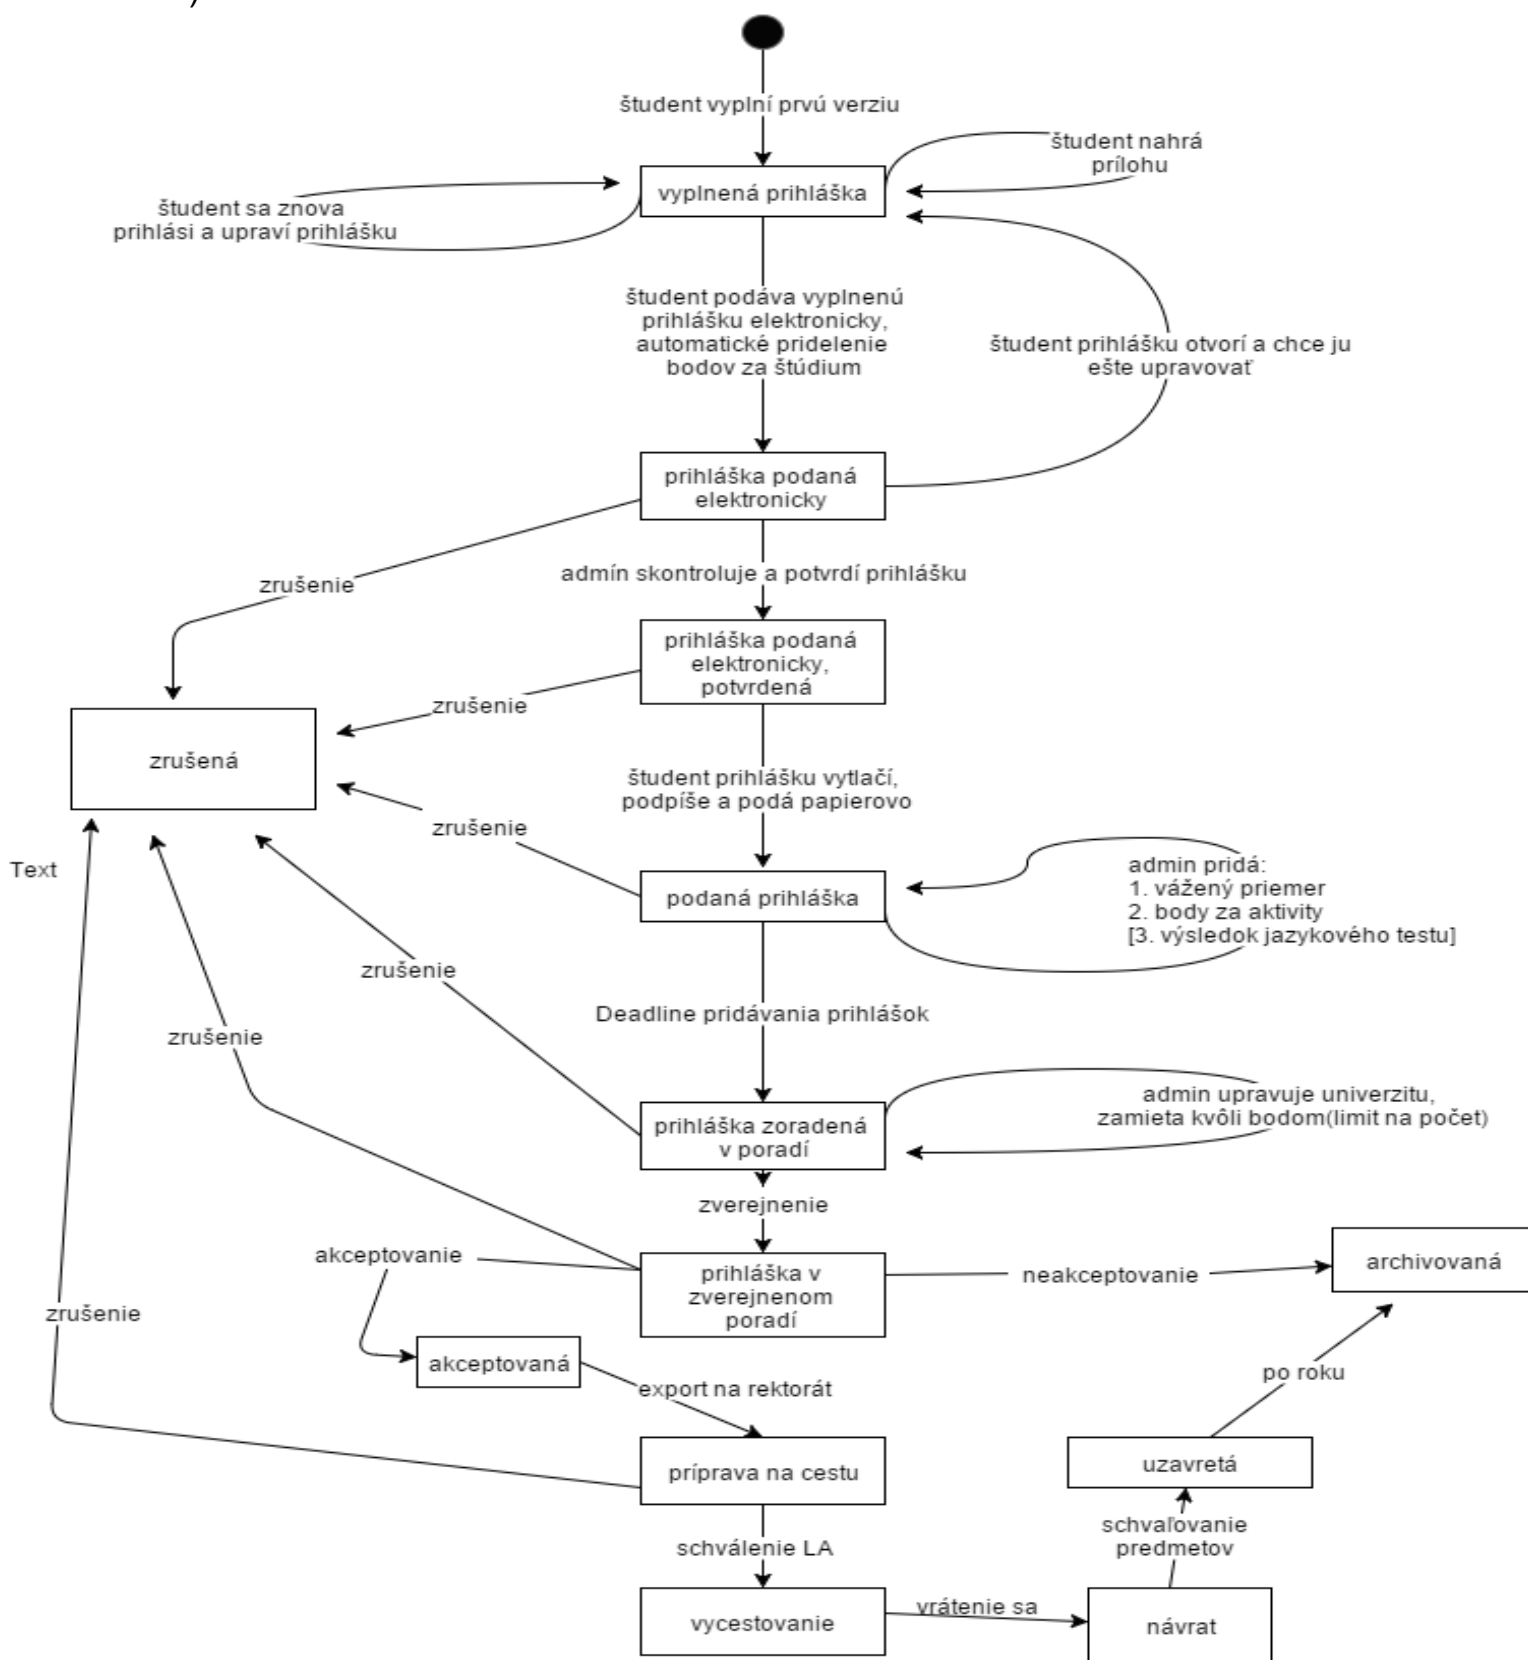 študent vyplní prvú verziu
študent nahrá
prílohu
vyplnená prihláška
študent sa znova
prihlási a upraví prihlášku
študent podáva vyplnenú
prihlášku elektronicky,
automatické pridelenie
bodov za štúdium
študent prihlášku otvorí a chce ju
ešte upravovať
prihláška podaná
elektronicky
zrušenie
admín skontroluje a potvrdí prihlášku
prihláška podaná
elektronicky,
potvrdená
zrušenie
zrušená
študent prihlášku vytlačí,
podpíše a podá papierovo
zrušenie
Text
podaná prihláška
admin pridá:
1. vážený priemer
2. body za aktivity
[3. výsledok jazykového testu]
zrušenie
Deadline pridávania prihlášok
zrušenie
prihláška zoradená
v poradí
admin upravuje univerzitu,
zamieta kvôli bodom(limit na počet)
zverejnenie
akceptovanie
prihláška v
zverejnenom
poradí
neakceptovanie
archivovaná
zrušenie
akceptovaná
export na rektorát
po roku
príprava na cestu
uzavretá
schválenie LA
schvaľovanie
predmetov
vycestovanie
vrátenie sa
návrat